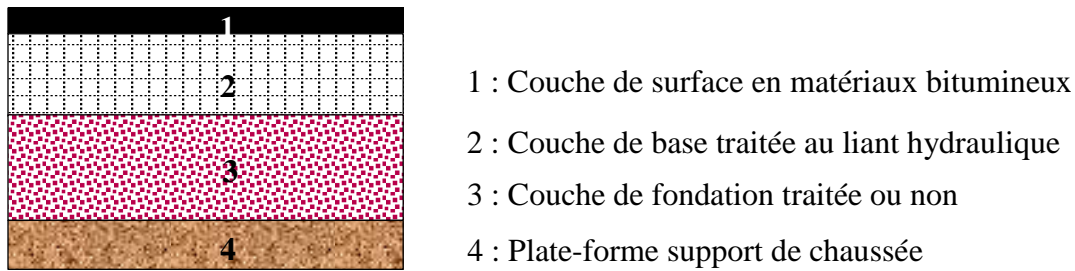 1
2
3
4
1 : Couche de surface en matériaux bitumineux
2 : Couche de base traitée au liant hydraulique
3 : Couche de fondation traitée ou non
4 : Plate-forme support de chaussée